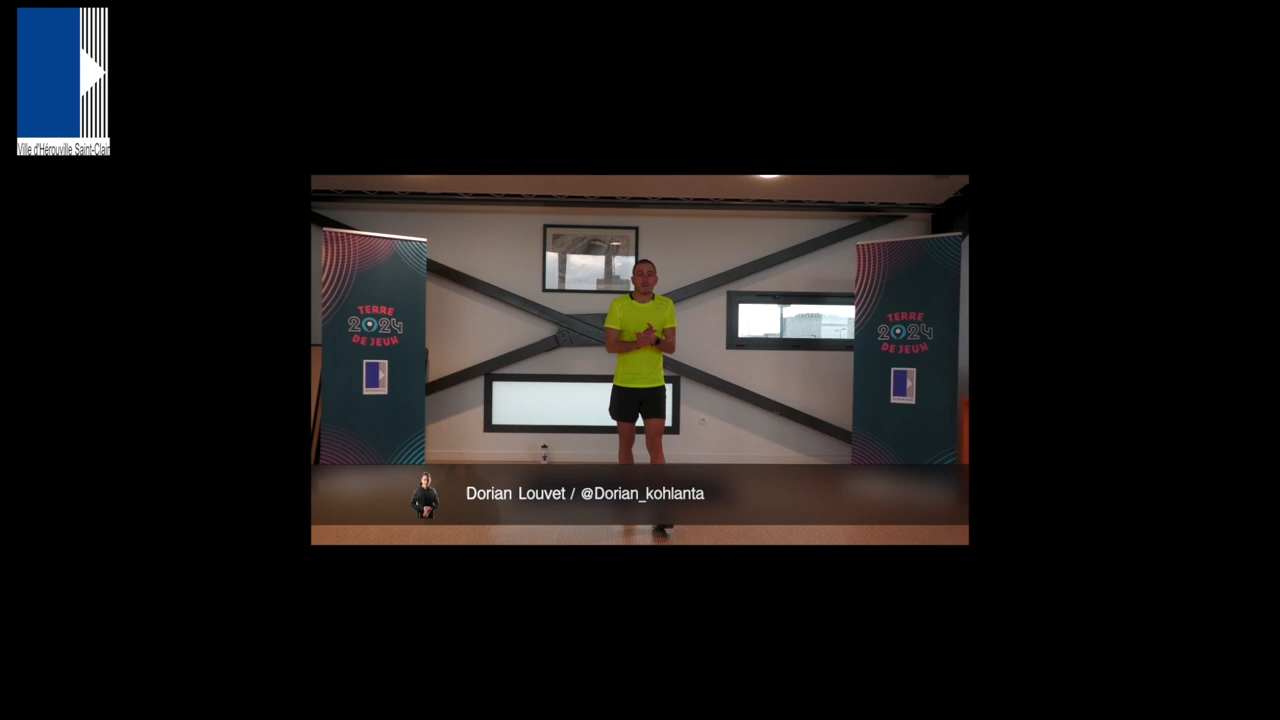 Ville d'Hérouville Saint-Clair
TERRE
2024
DE JEUX
TERRE
2024
DE JEUX
Dorian Louvet / @Dorian_kohlanta